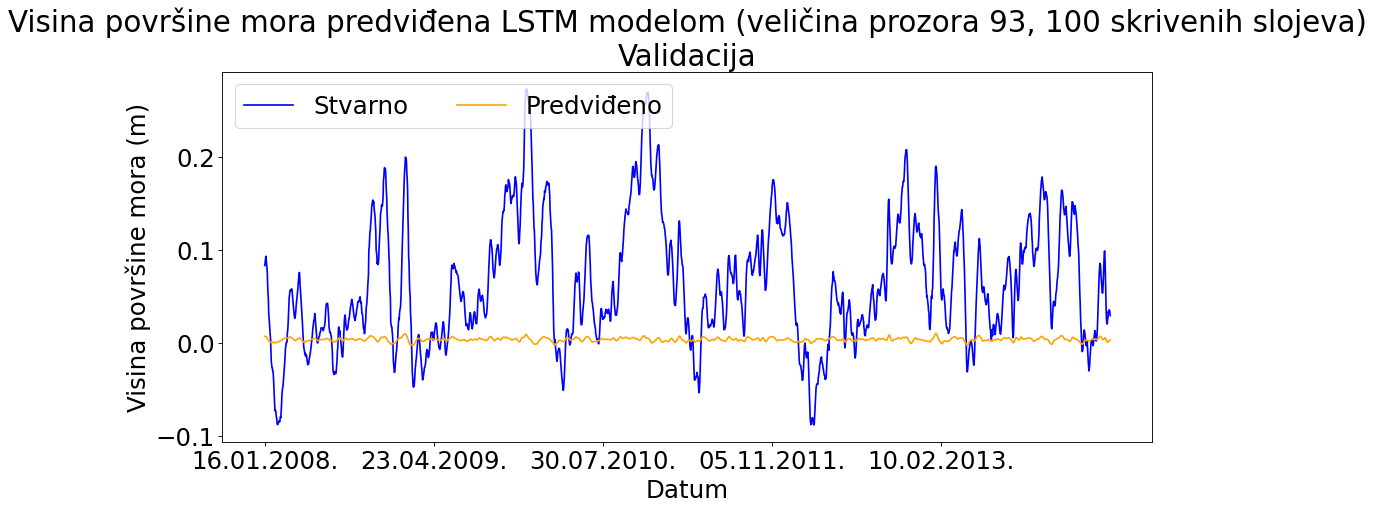 Visina površine mora predviđena LSTM modelom (veličina prozora 93, 100 skrivenih slojeva)
Validacija
Stvarno Predviđeno
Visina površine mora (m)
0.2
0.1
0.0
−0.1
16.01.2008. 23.04.2009. 30.07.2010. 05.11.2011. 10.02.2013.
Datum